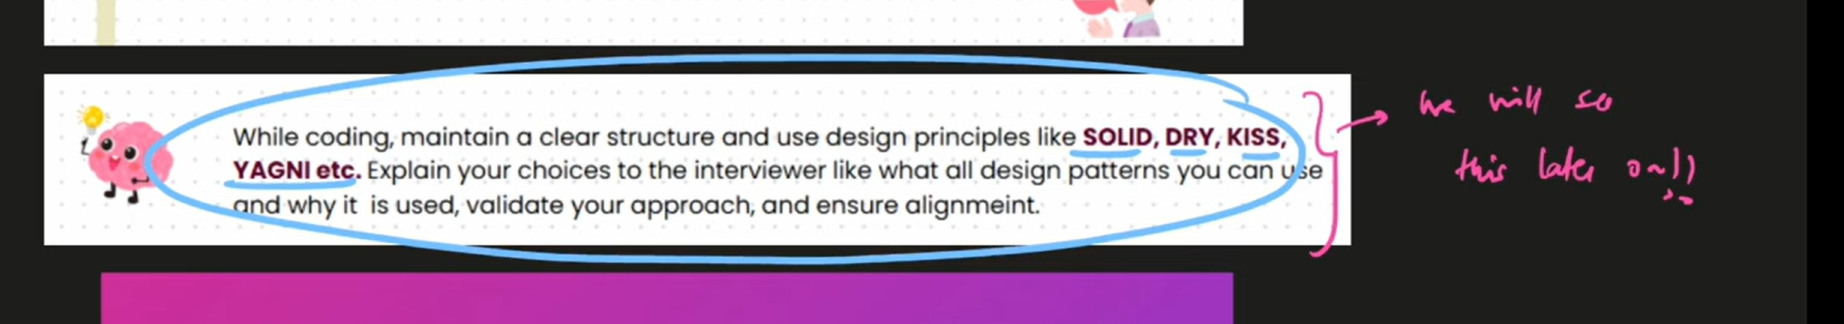 While coding, maintain a clear structure and use design principles like SOLID, DRY, KISS,
YAGNI etc. Explain your choices to the interviewer like what all design patterns you can use
and why it is used, validate your approach, and ensure alignmeint.
we will see
this later on!!